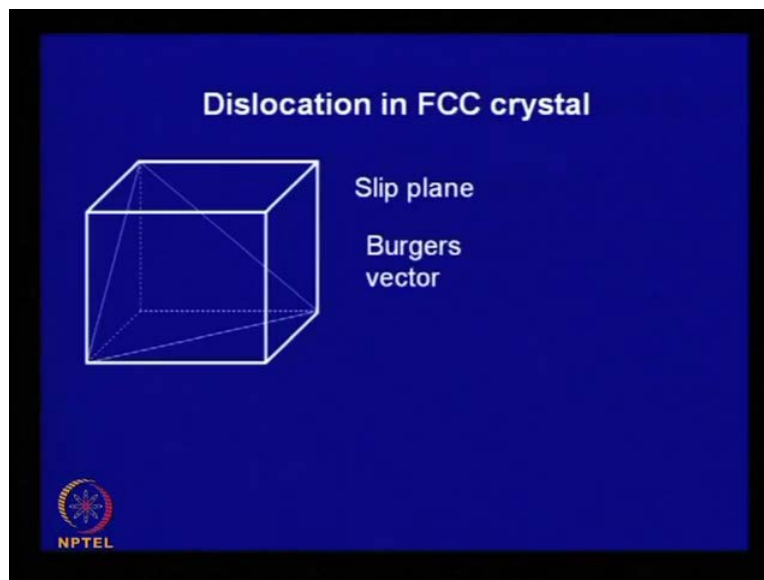 Dislocation in FCC crystal
Slip plane
Burgers
vector
NPTEL